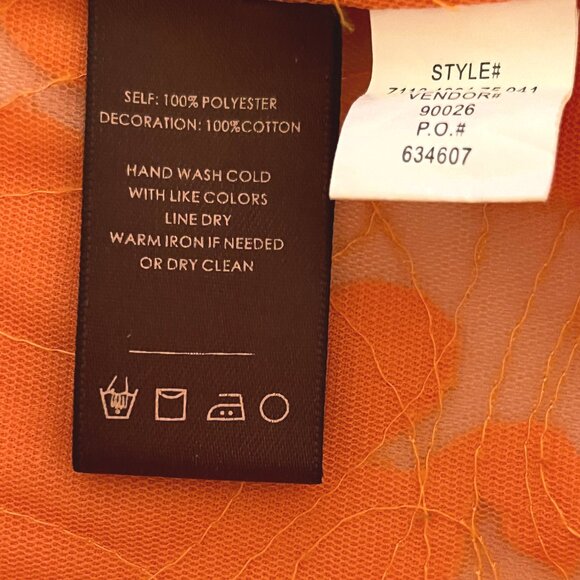 SELF: 100% POLYESTER
DECORATION: 100%COTTON
HAND WASH COLD
WITH LIKE COLORS
LINE DRY
WARM IRON IF NEEDED
OR DRY CLEAN
STYLE#
VENDOR#
90026
P.O.#
634607